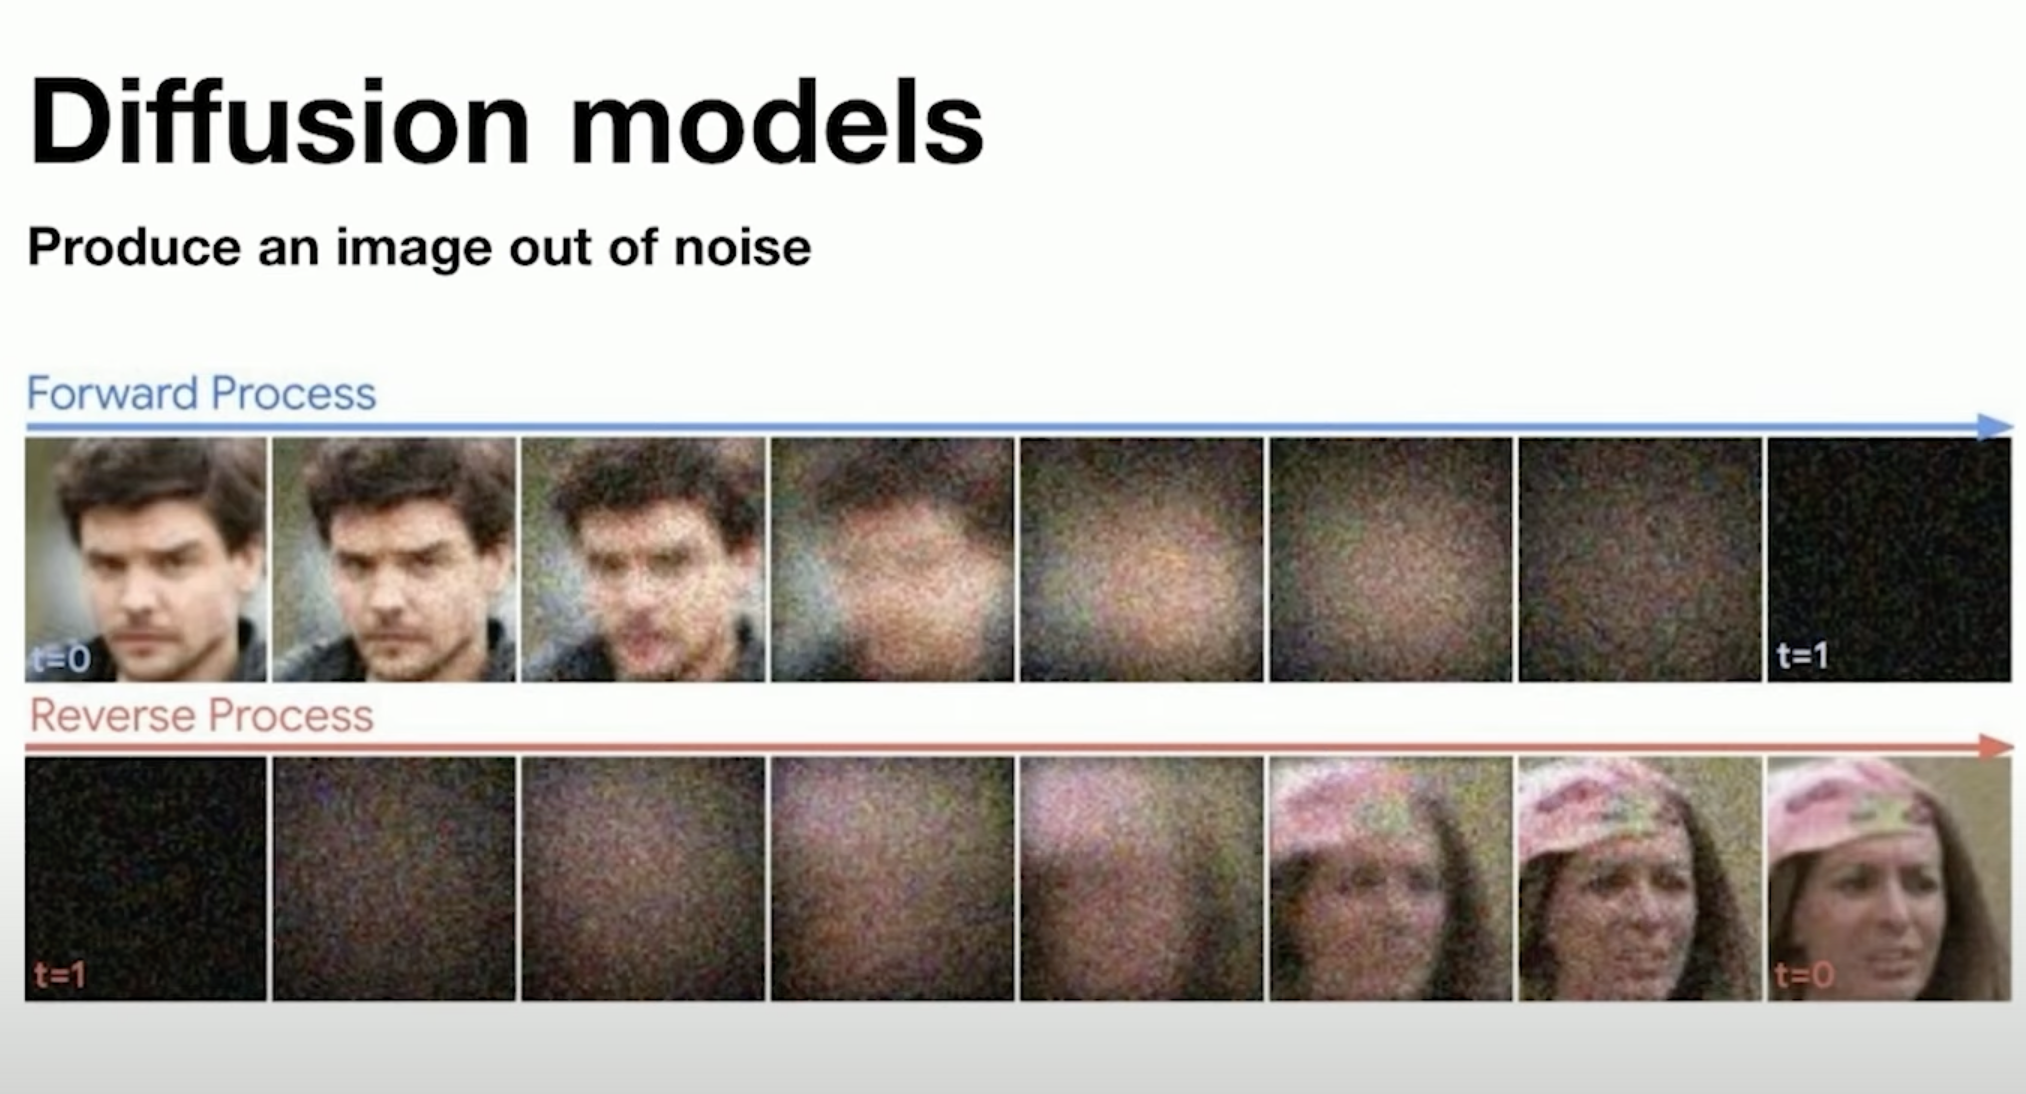 Diffusion models
Produce an image out of noise
Forward Process
t=0
t=1
Reverse Process
t=1
t=0